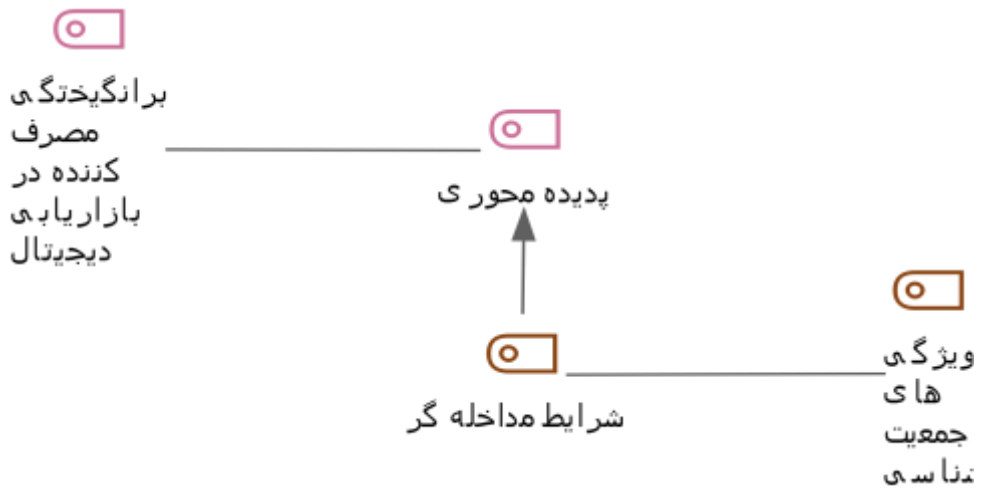 برانگیختگی
مصرف
کننده در
بازاریابی
دیجیتال
پدیده محوری
شرایط مداخله گر
ویژگی
های
جمعیت